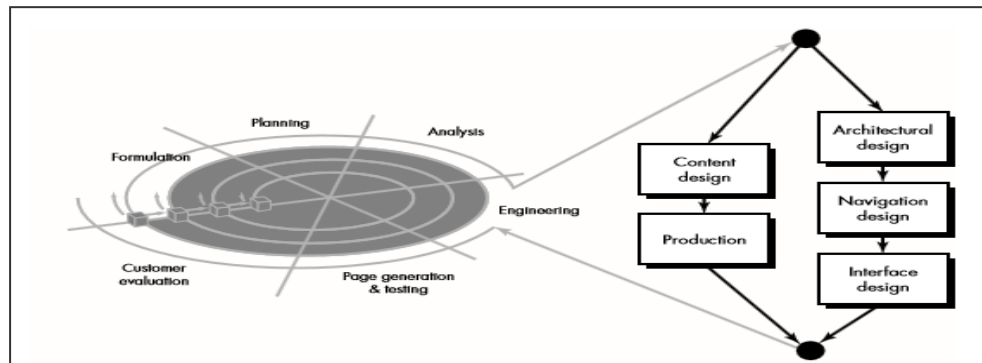 Planning
Analysis
Formulation
Engineering
Customer
evaluation
Page generation
& testing
Content
design
Production
Architectural
design
Navigation
design
Interface
design